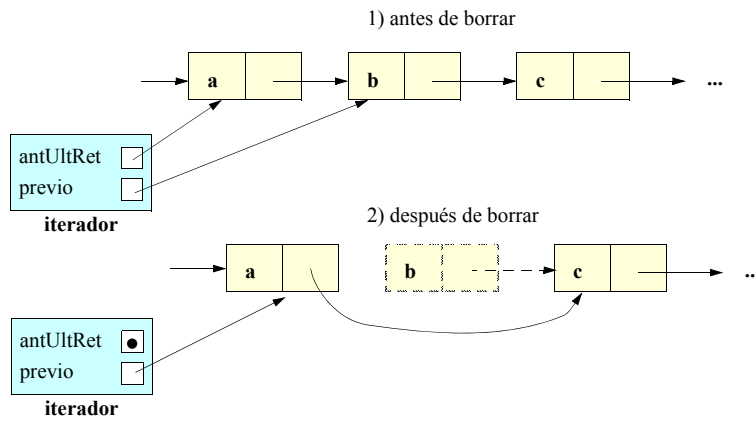 1) antes de borrar
a b c ...
antUltRet
previo
iterador
2) después de borrar
a b c ..
antUltRet
previo
iterador